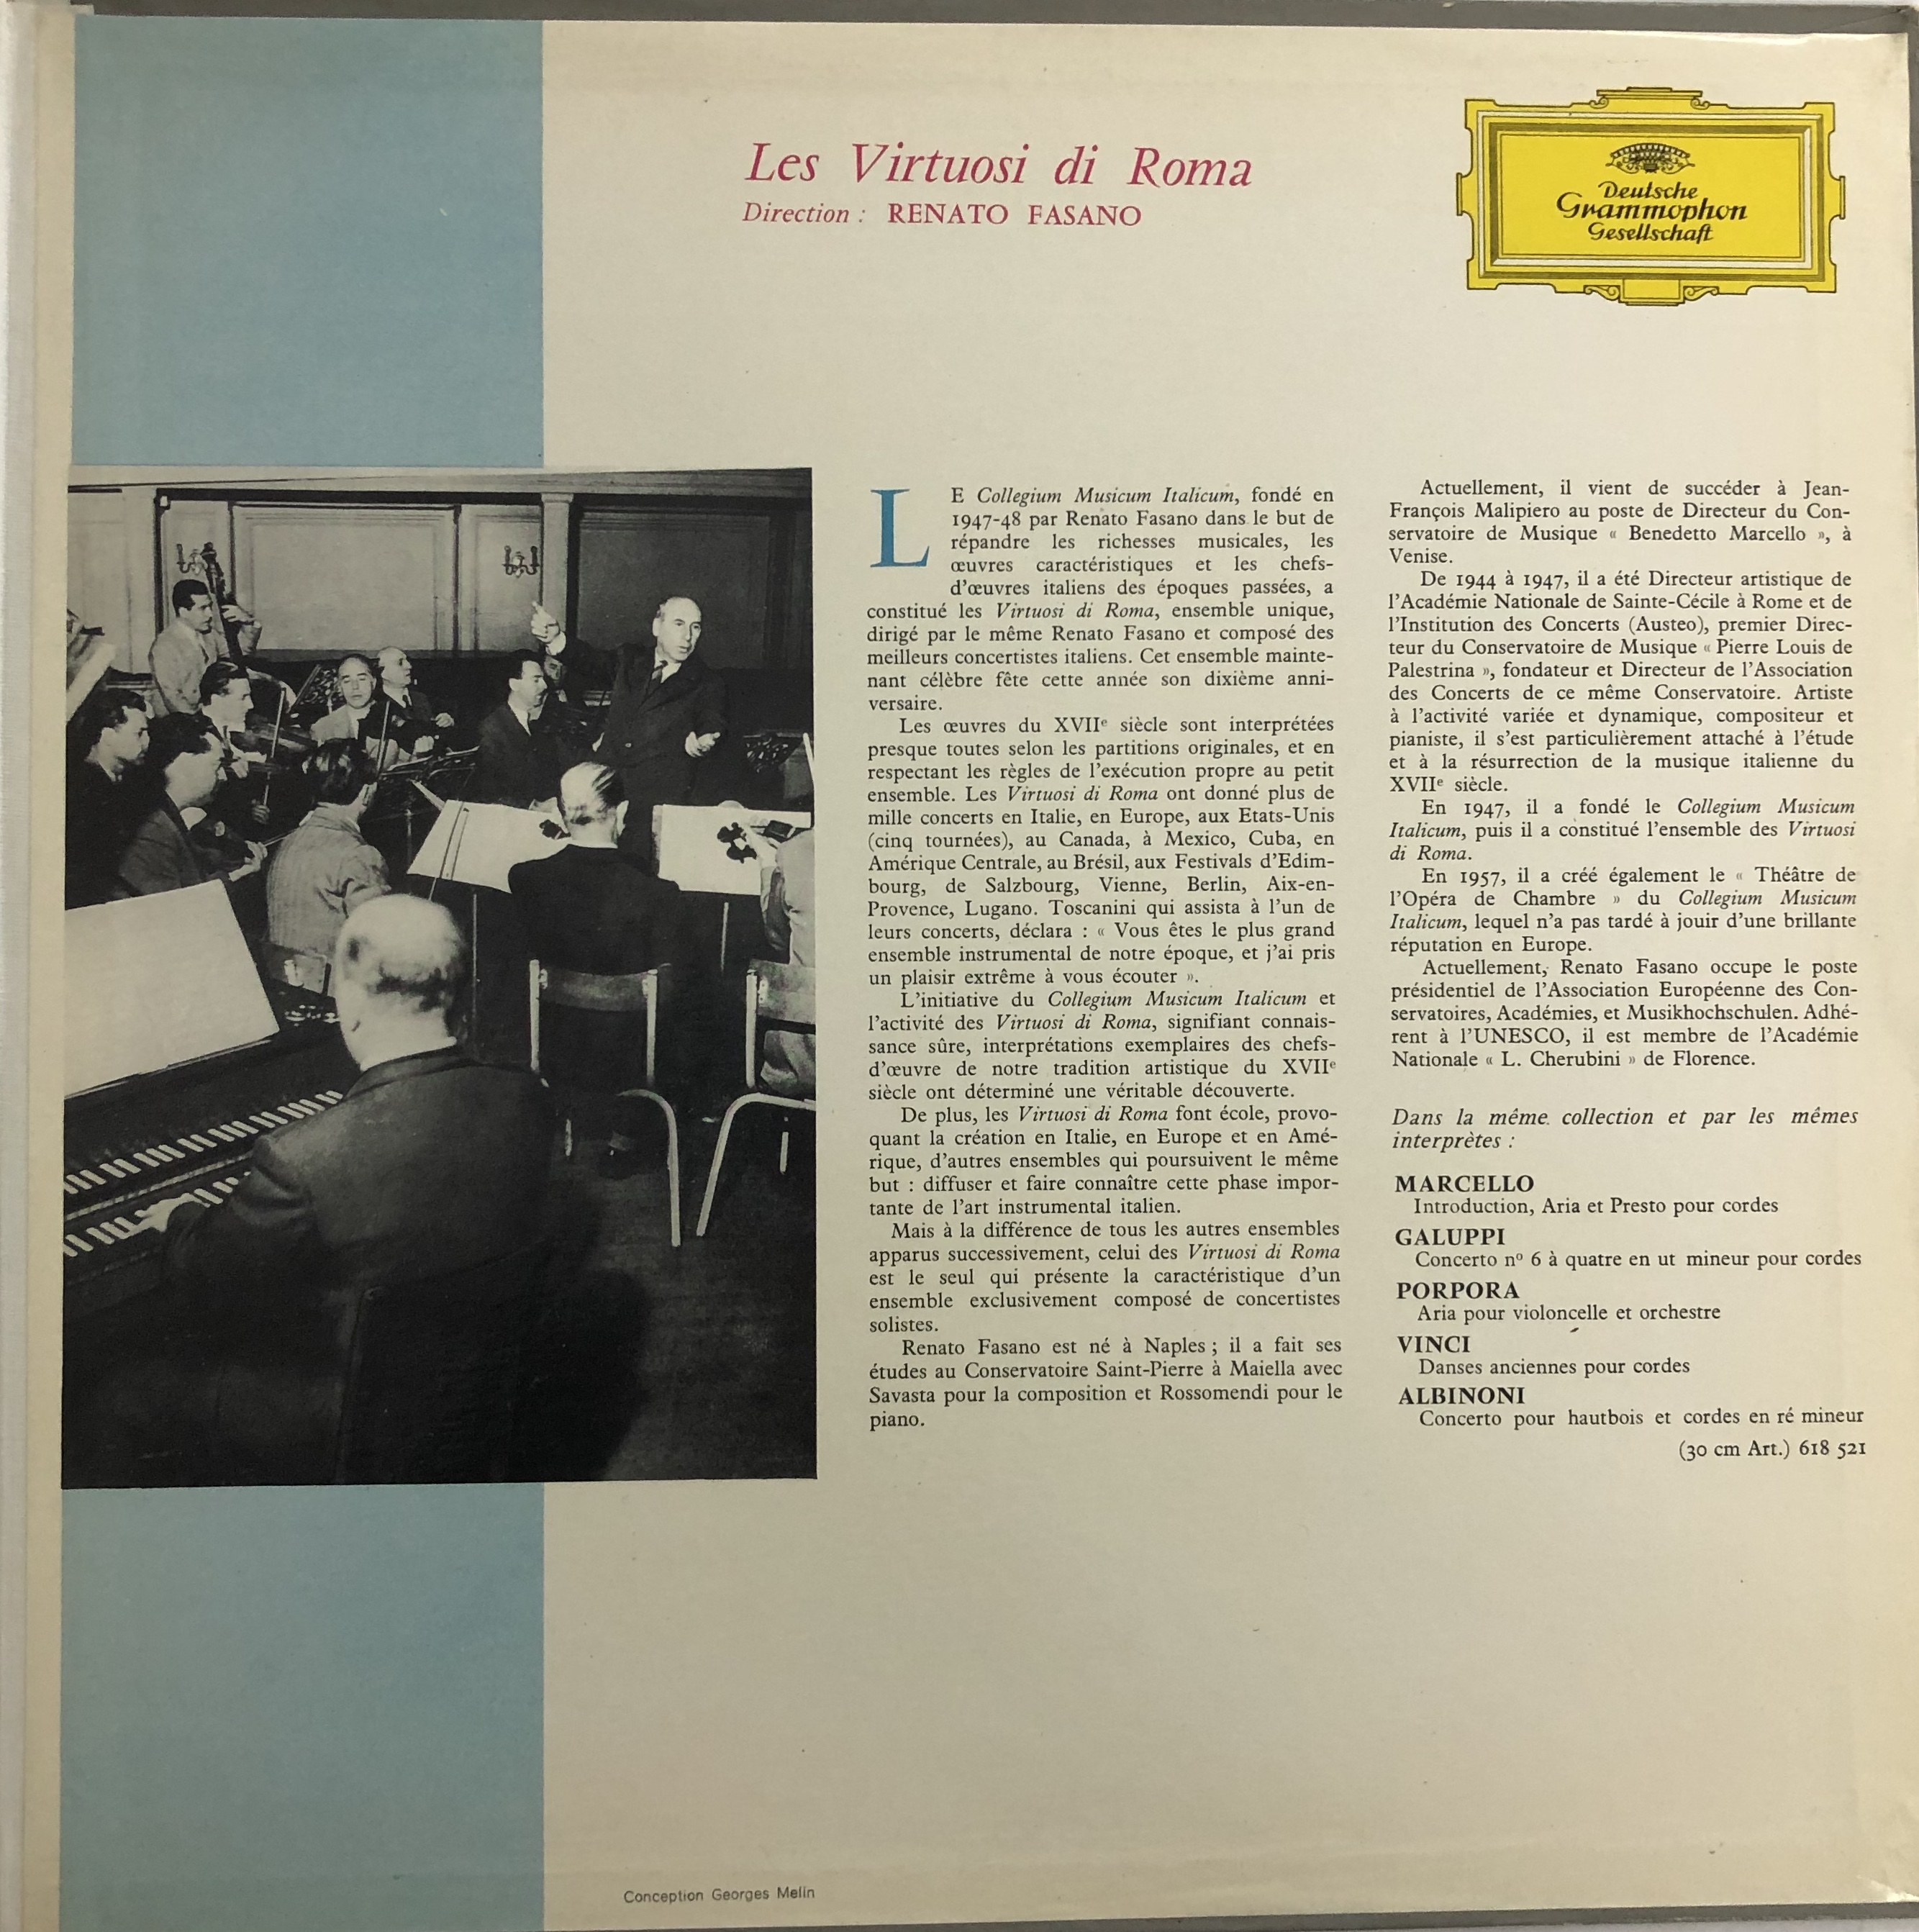 Les Virtuosi di Roma
Direction : RENATO FASANO
Deutsche
Grammophon
Gesellschaft
LE Collegium Musicum Italicum, fondé en
1947-48 par Renato Fasano dans le but de
répandre les richesses musicales, les
œuvres caractéristiques et les chefs-
d'œuvres italiens des époques passées, a
constitué les Virtuosi di Roma, ensemble unique,
dirigé par le même Renato Fasano et composé des
meilleurs concertistes italiens. Cet ensemble mainte-
nant célèbre fête cette année son dixième anni-
versaire.
Les œuvres du XVIIe siècle sont interprétées
presque toutes selon les partitions originales, et en
respectant les règles de l'exécution propre au petit
ensemble. Les Virtuosi di Roma ont donné plus de
mille concerts en Italie, en Europe, aux Etats-Unis
(cinq tournées), au Canada, à Mexico, Cuba, en
Amérique Centrale, au Brésil, aux Festivals d'Edim-
bourg, de Salzbourg, Vienne, Berlin, Aix-en-
Provence, Lugano. Toscanini qui assista à l'un de
leurs concerts, déclara : « Vous êtes le plus grand
ensemble instrumental de notre époque, et j'ai pris
un plaisir extrême à vous écouter ».
L'initiative du Collegium Musicum Italicum et
l'activité des Virtuosi di Roma, signifiant connais-
sance sûre, interprétations exemplaires des chefs-
d'œuvre de notre tradition artistique du XVIIe
siècle ont déterminé une véritable découverte.
De plus, les Virtuosi di Roma font école, provo-
quant la création en Italie, en Europe et en Amé-
rique, d'autres ensembles qui poursuivent le même
but : diffuser et faire connaître cette phase impor-
tante de l'art instrumental italien.
Mais à la différence de tous les autres ensembles
apparus successivement, celui des Virtuosi di Roma
est le seul qui présente la caractéristique d'un
ensemble exclusivement composé de concertistes
solistes.
Renato Fasano est né à Naples ; il a fait ses
études au Conservatoire Saint-Pierre à Maiella avec
Savasta pour la composition et Rossomendi pour le
piano.
Actuellement, il vient de succéder à Jean-
François Malipiero au poste de Directeur du Con-
servatoire de Musique « Benedetto Marcello », à
Venise.
De 1944 à 1947, il a été Directeur artistique de
l'Académie Nationale de Sainte-Cécile à Rome et de
l'Institution des Concerts (Austeo), premier Direc-
teur du Conservatoire de Musique « Pierre Louis de
Palestrina », fondateur et Directeur de l'Association
des Concerts de ce même Conservatoire. Artiste
à l'activité variée et dynamique, compositeur et
pianiste, il s'est particulièrement attaché à l'étude
et à la résurrection de la musique italienne du
XVIIe siècle.
En 1947, il a fondé le Collegium Musicum
Italicum, puis il a constitué l'ensemble des Virtuosi
di Roma.
En 1957, il a créé également le « Théâtre de
l'Opéra de Chambre » du Collegium Musicum
Italicum, lequel n'a pas tardé à jouir d'une brillante
réputation en Europe.
Actuellement, Renato Fasano occupe le poste
présidentiel de l'Association Européenne des Con-
servatoires, Académies, et Musikhochschulen. Adhé-
rent à l'UNESCO, il est membre de l'Académie
Nationale « L. Cherubini » de Florence.
Dans la même collection et par les mêmes
interprètes :
MARCELLO
Introduction, Aria et Presto pour cordes
GALUPPI
Concerto nº 6 à quatre en ut mineur pour cordes
PORPORA
Aria pour violoncelle et orchestre
VINCI
Danses anciennes pour cordes
ALBINONI
Concerto pour hautbois et cordes en ré mineur
(30 cm Art.) 618 521
Conception Georges Melin